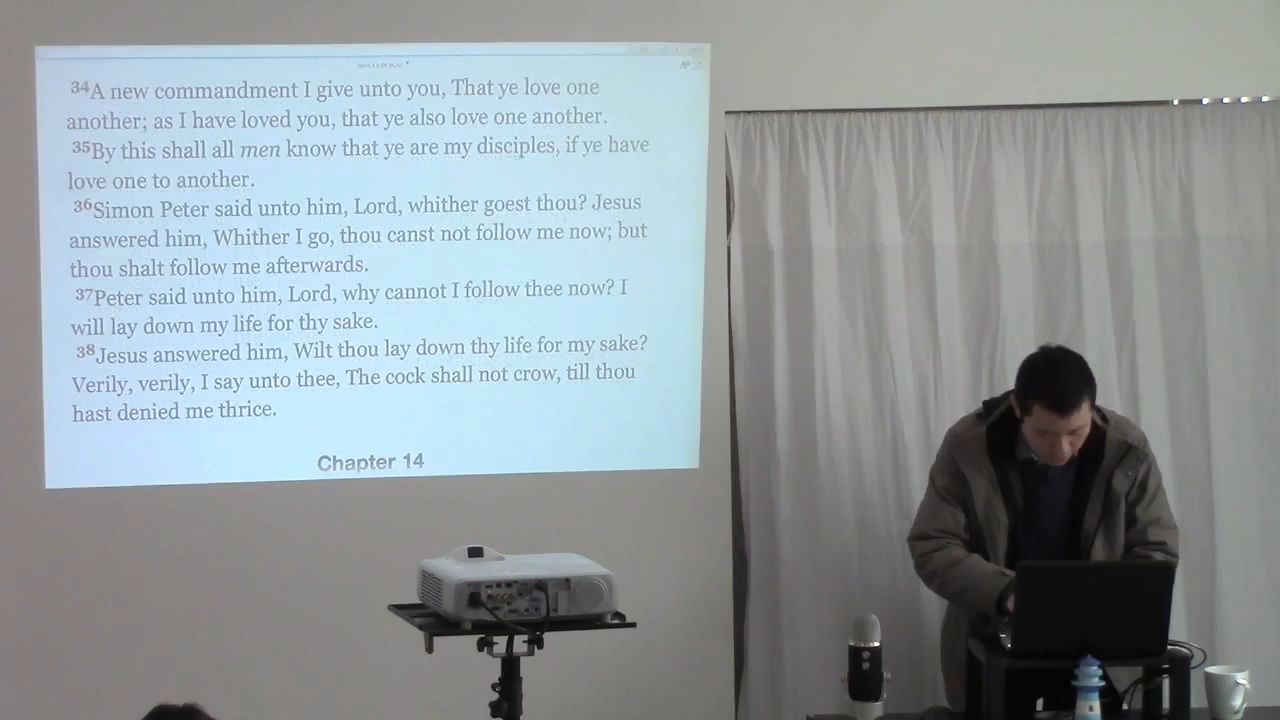 34A new commandment I give unto you, That ye love one
another; as I have loved you, that ye also love one another.
35By this shall all men know that ye are my disciples, if ye have
love one to another.
36Simon Peter said unto him, Lord, whither goest thou? Jesus
answered him, Whither I go, thou canst not follow me now; but
thou shalt follow me afterwards.
37Peter said unto him, Lord, why cannot I follow thee now? I
will lay down my life for thy sake.
38Jesus answered him, Wilt thou lay down thy life for my sake?
Verily, verily, I say unto thee, The cock shall not crow, till thou
hast denied me thrice.
Chapter 14